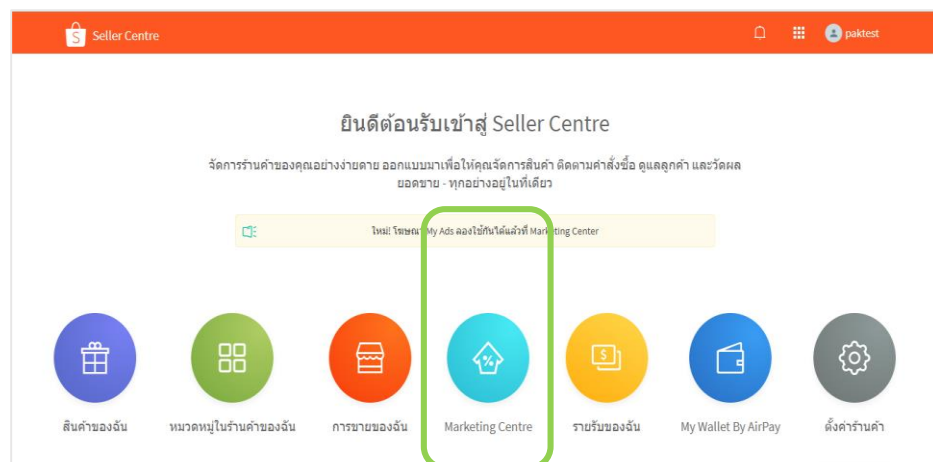 S Seller Centre
paktest
ยินดีต้อนรับเข้าสู่ Seller Centre
จัดการร้านค้าของคุณอย่างง่ายดาย ออกแบบมาเพื่อให้คุณจัดการสินค้า ติดตามคำสั่งซื้อ ดูแลลูกค้า และวัดผล
ยอดขาย - ทุกอย่างอยู่ในที่เดียว
ใหม่! โฆษณา My Ads ลองใช้กันได้แล้วที่ Marketing Center
สินค้าของฉัน
หมวดหมู่ในร้านค้าของฉัน
การขายของฉัน
Marketing Centre
รายรับของฉัน
My Wallet By AirPay
ตั้งค่าร้านค้า